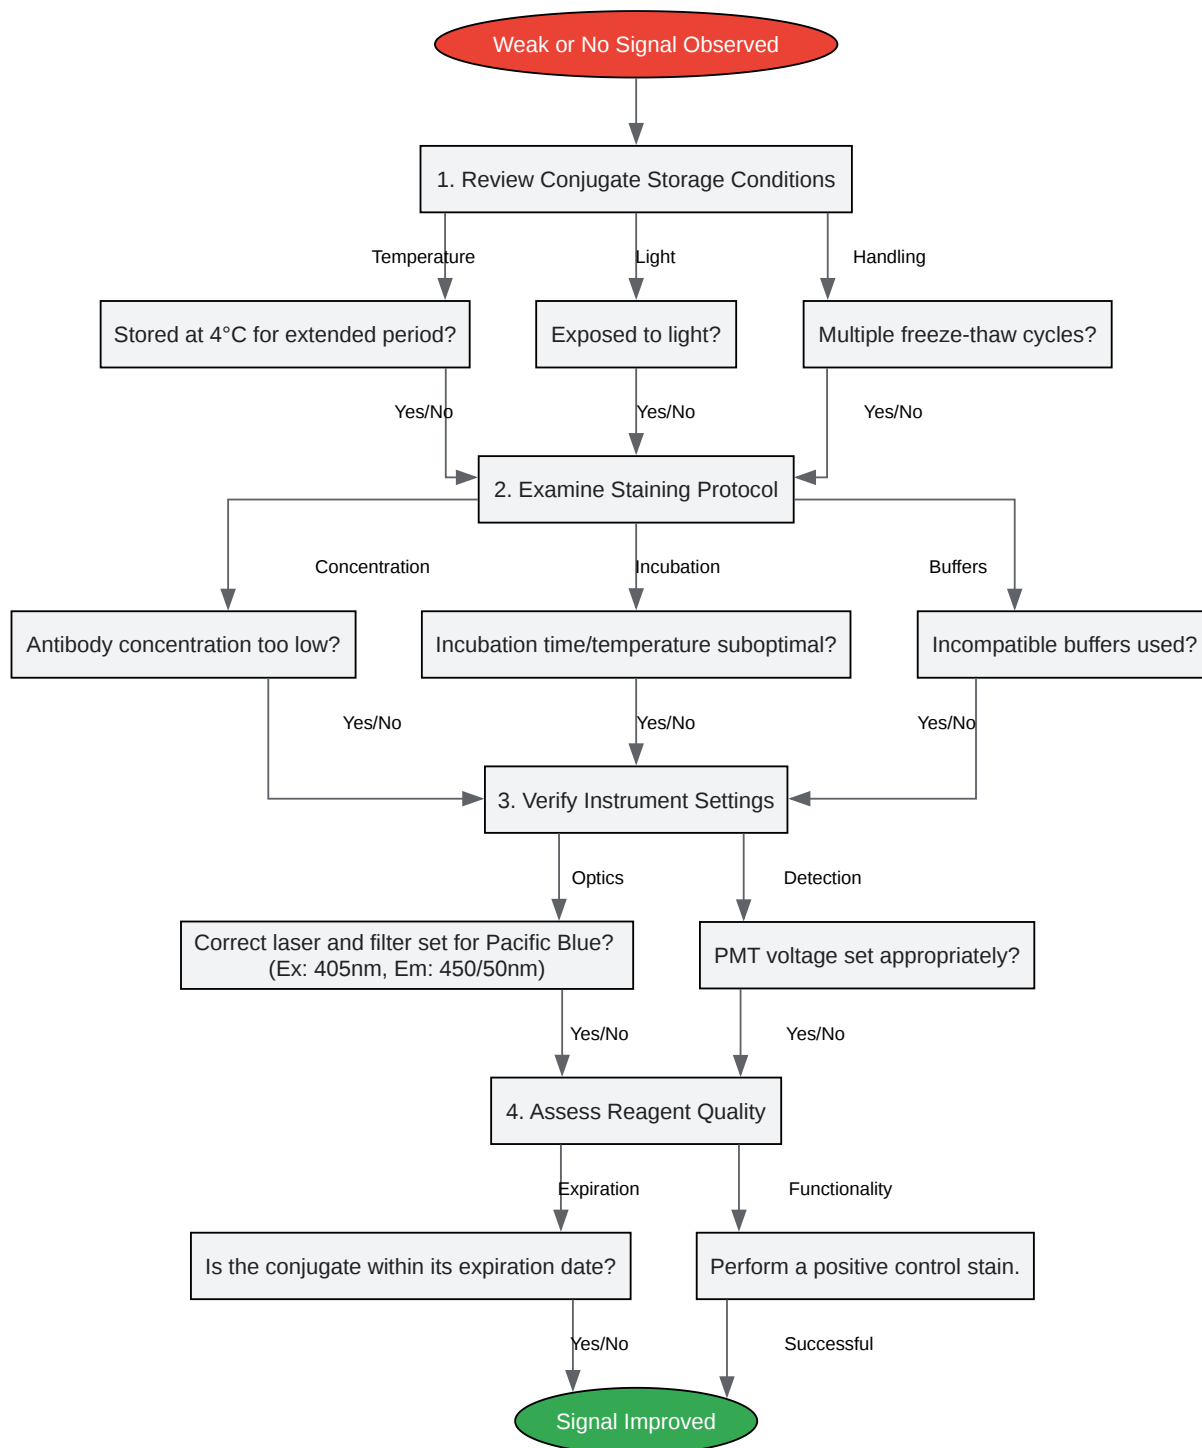 Weak or No Signal Observed
1. Review Conjugate Storage Conditions
Temperature
Light
Handling
Stored at 4°C for extended period?
Exposed to light?
Multiple freeze-thaw cycles?
Yes/No
Yes/No
Yes/No
2. Examine Staining Protocol
Concentration
Incubation
Buffers
Antibody concentration too low?
Incubation time/temperature suboptimal?
Incompatible buffers used?
Yes/No
Yes/No
Yes/No
3. Verify Instrument Settings
Optics
Detection
Correct laser and filter set for Pacific Blue?
(Ex: 405nm, Em: 450/50nm)
PMT voltage set appropriately?
Yes/No
Yes/No
4. Assess Reagent Quality
Expiration
Functionality
Is the conjugate within its expiration date?
Perform a positive control stain.
Yes/No
Successful
Signal Improved